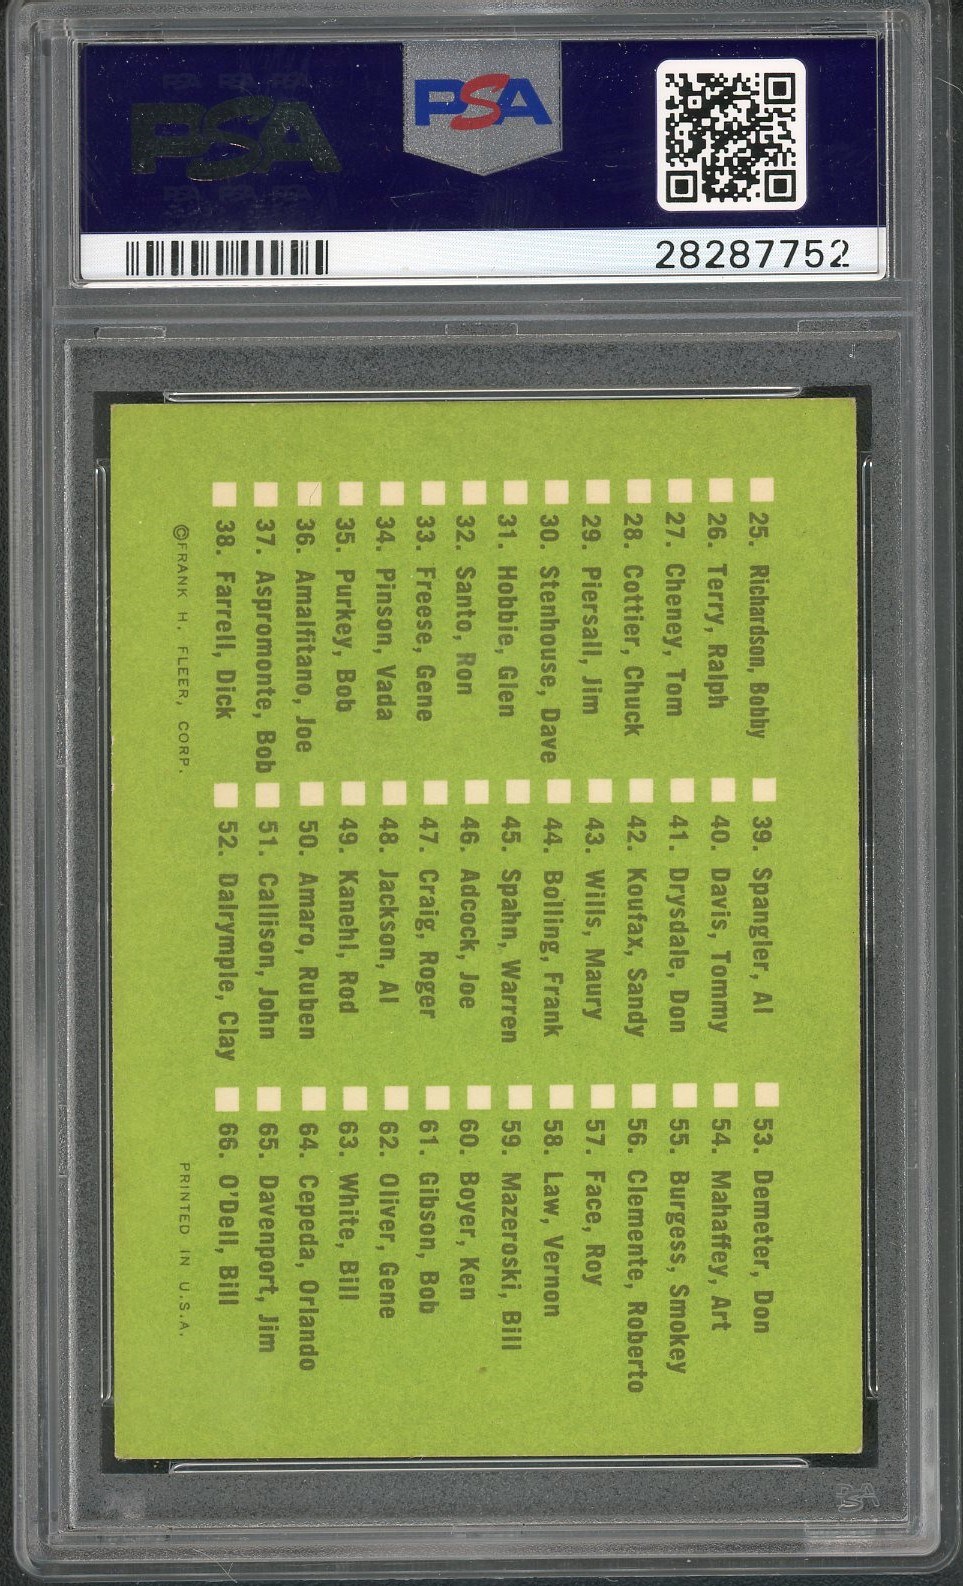 PSA
PSA
28287752
25. Richardson, Bobby
26. Terry, Ralph
27. Cheney, Tom
28. Cottier, Chuck
29. Piersall, Jim
30. Stenhouse, Dave
31. Hobbie, Glen
32. Santo, Ron
33. Freese, Gene
34. Pinson, Vada
35. Purkey, Bob
36. Amalfitano, Joe
37. Aspromonte, Bob
38. Farrell, Dick
39. Spangler, Al
40. Davis, Tommy
41. Drysdale, Don
42. Koufax, Sandy
43. Wills, Maury
44. Bolling, Frank
45. Spahn, Warren
46. Adcock, Joe
47. Craig, Roger
48. Jackson, Al
49. Kanehl, Rod
50. Amaro, Ruben
51. Callison, John
52. Dalrymple, Clay
53. Demeter, Don
54. Mahaffey, Art
55. Burgess, Smokey
56. Clemente, Roberto
57. Face, Roy
58. Law, Vernon
59. Mazeroski, Bill
60. Boyer, Ken
61. Gibson, Bob
62. Oliver, Gene
63. White, Bill
64. Cepeda, Orlando
65. Davenport, Jim
66. O'Dell, Bill
©FRANK H. FLEER, CORP.
PRINTED IN U.S.A.
PSA